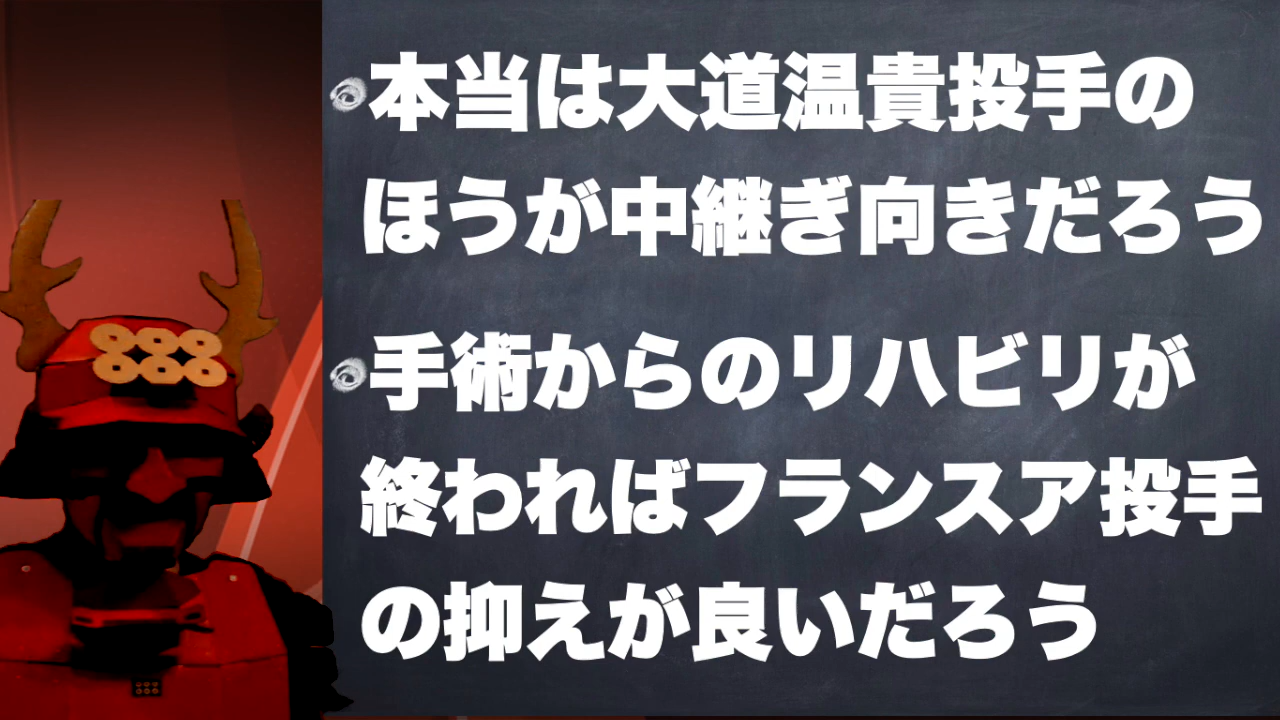 本当は大道温貴投手の
ほうが中継ぎ向きだろう
手術からのリハビリが
終わればフランスア投手
の抑えが良いだろう